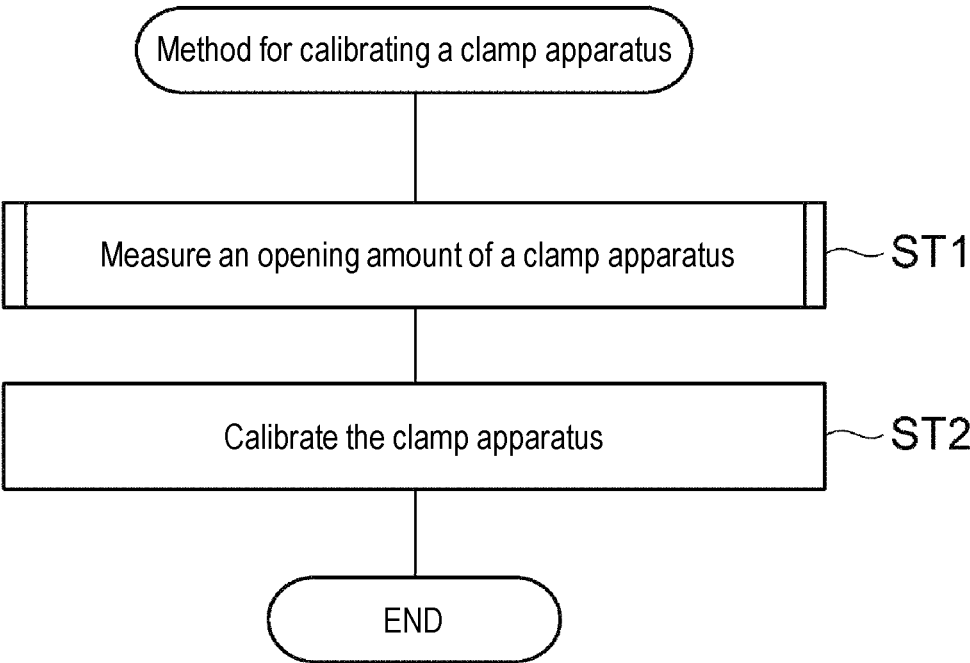 Method for calibrating a clamp apparatus
Measure an opening amount of a clamp apparatus
ST1
Calibrate the clamp apparatus
ST2
END